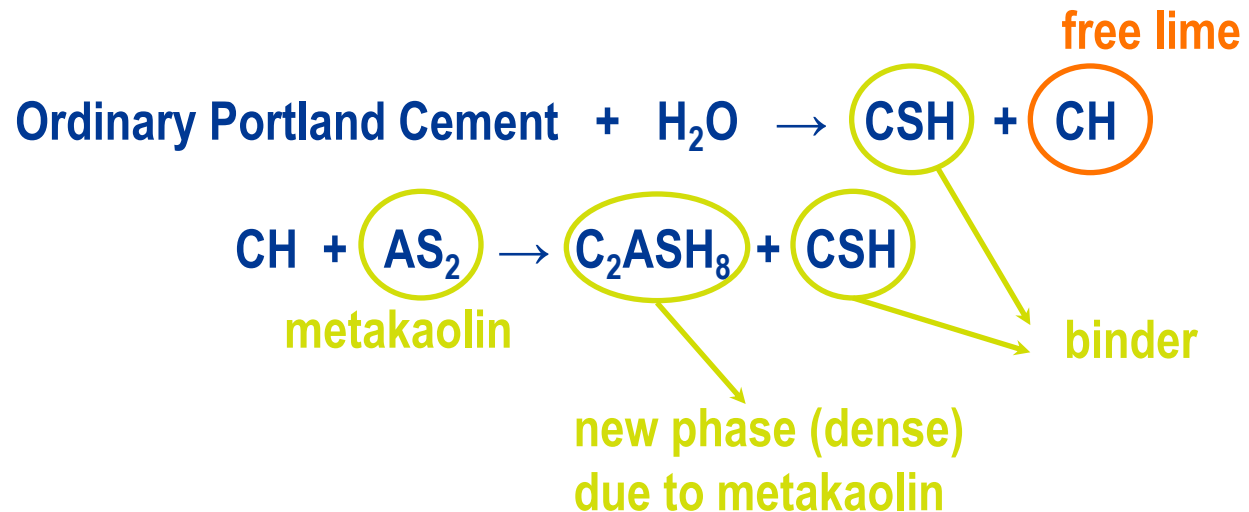 free lime
Ordinary Portland Cement + H₂O → CSH + CH
CH + AS₂ → C₂ASH₈ + CSH
metakaolin
binder
new phase (dense)
due to metakaolin